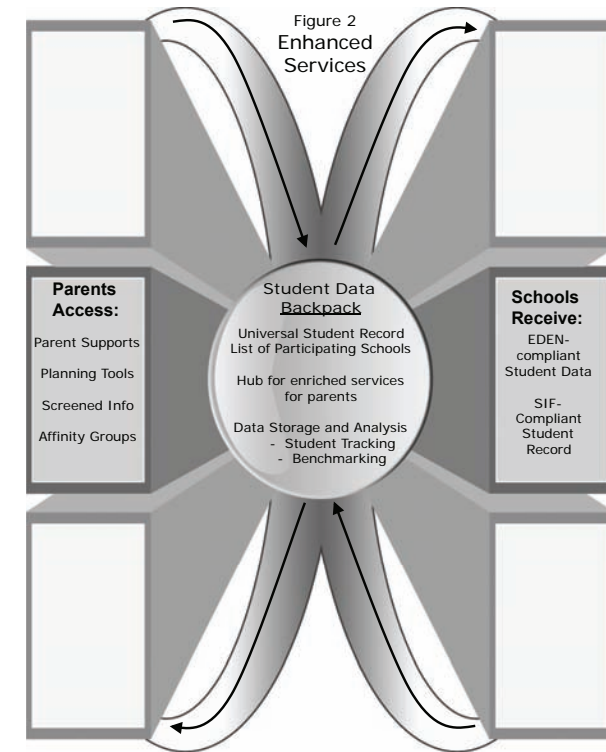 Figure 2
Enhanced
Services
Parents
Access:
Parent Supports
Planning Tools
Screened Info
Affinity Groups
Student Data
Backpack
Universal Student Record
List of Participating Schools
Hub for enriched services
for parents
Data Storage and Analysis
- Student Tracking
- Benchmarking
Schools
Receive:
EDEN-
compliant
Student Data
SIF-
Compliant
Student
Record